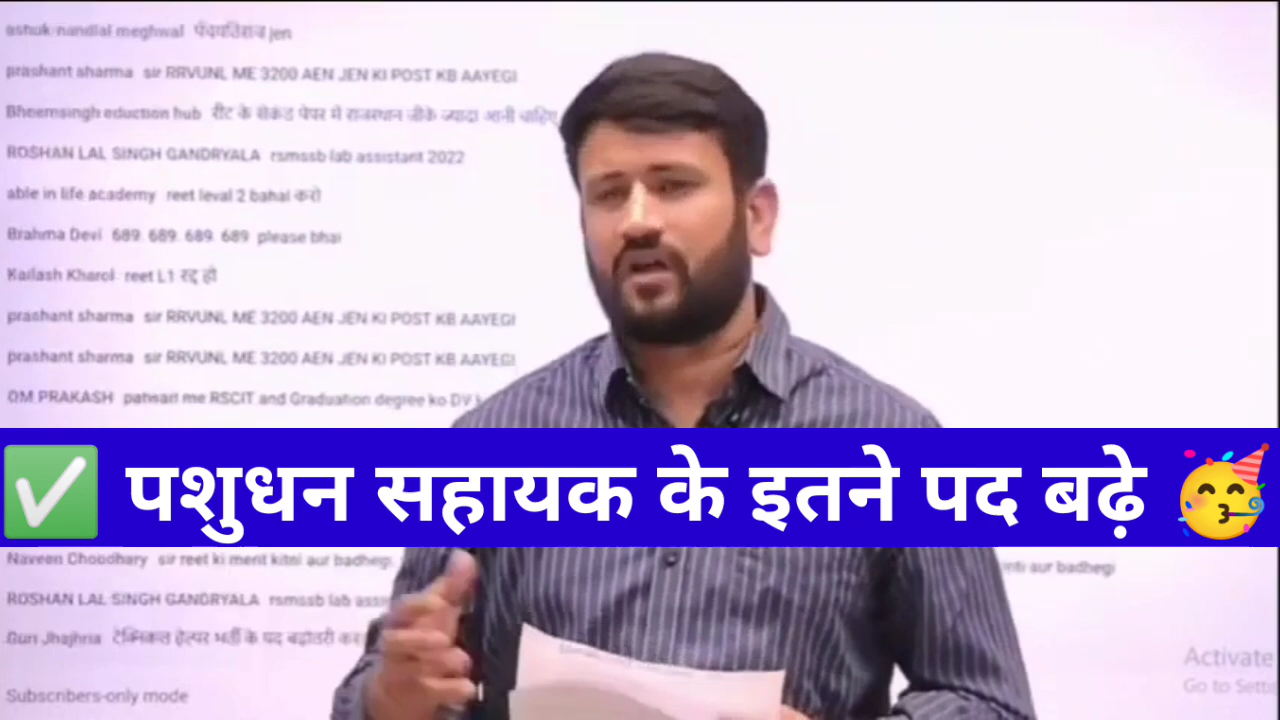 ashuk nandlal meghwal jen
prashant sharma sir RRVUNL ME 3200 AEN JEN KI POST KB AAYEGI
Bheemsingh eduction hub रीट के सेकंड पेपर में राजस्थान जीके ज्यादा आनी चाहिए
ROSHAN LAL SINGH GANDRYALA rsmssb lab assistant 2022
able in life academy reet leval 2 bahal करो
Brahma Devi 689. 689. 689. 689 please bhai
Kailash Kharol reet L1 रद्द हो
prashant sharma sir RRVUNL ME 3200 AEN JEN KI POST KB AAYEGI
prashant sharma sir RRVUNL ME 3200 AEN JEN KI POST KB AAYEGI
OM PRAKASH patwari me RSCIT and Graduation degree ko DV
✅ पशुधन सहायक के इतने पद बढ़े 🥳
Naveen Choodhary sir reet ki merit kitni aur badhegi aur badhegi
ROSHAN LAL SINGH GANDRYALA rsmssb lab
Guri Jhajhria टेक्निकल हेल्पर भर्ती के पद बढ़ोतरी
Subscribers-only mode
Activate
Go to